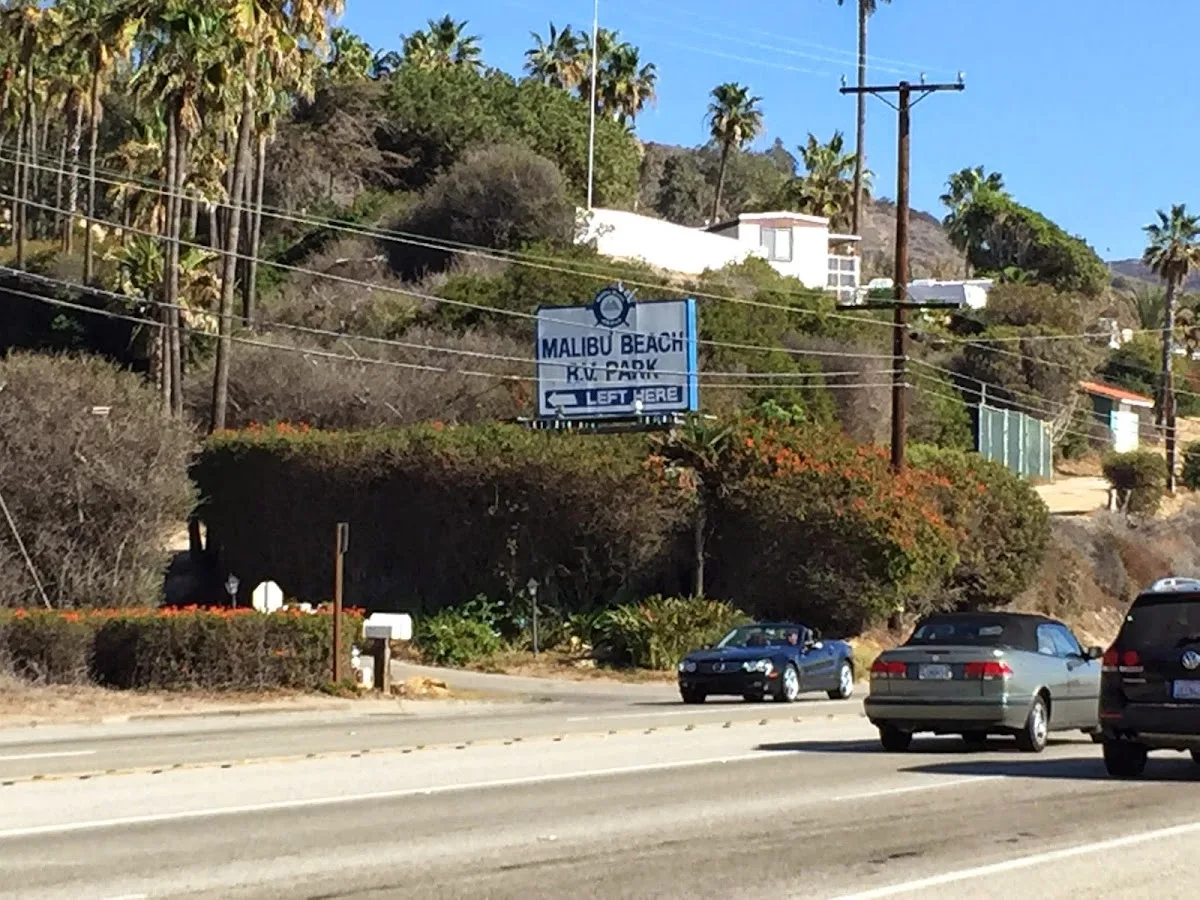 MALIBU BEACH
R.V. PARK
LEFT HERE